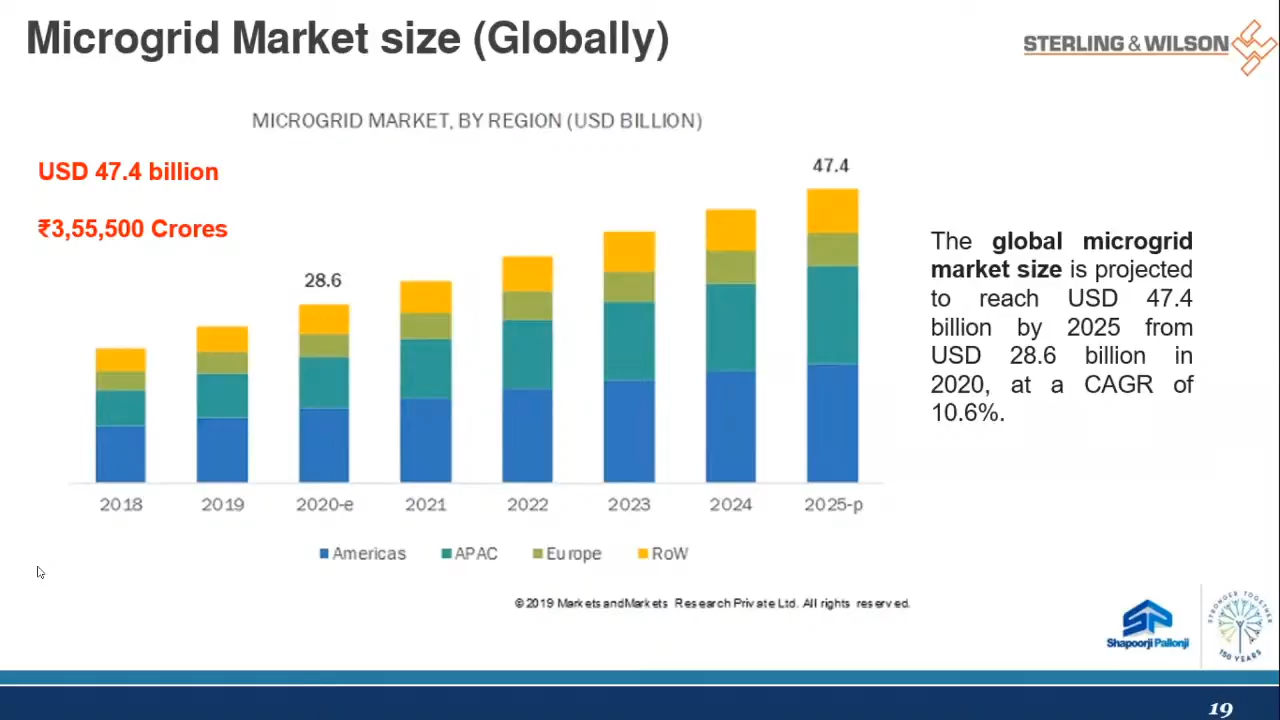 Microgrid Market size (Globally)
STERLING & WILSON
MICROGRID MARKET, BY REGION (USD BILLION)
USD 47.4 billion
₹3,55,500 Crores
47.4
28.6
The global microgrid
market size is projected
to reach USD 47.4
billion by 2025 from
USD 28.6 billion in
2020, at a CAGR of
10.6%.
2018 2019 2020-e 2021 2022 2023 2024 2025-p
Americas APAC Europe RoW
©2019 MarketsandMarkets Research Private Ltd. All rights reserved.
SP
Shapoorji Pallonji
STRONGER TOGETHER
150 YEARS
19